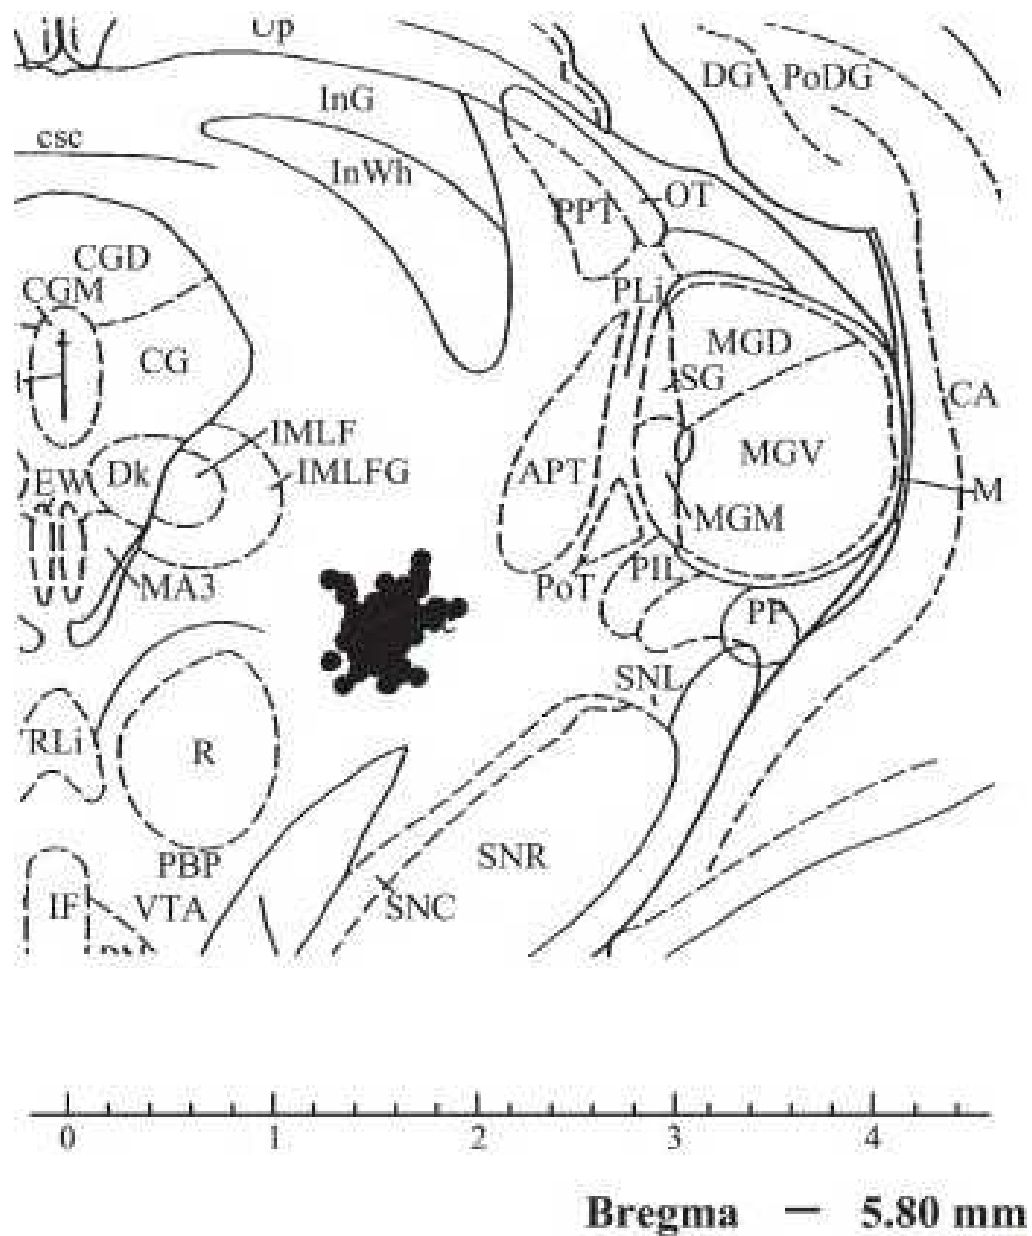 Op
InG
DG PoDG
csc
InWh
PPT OT
CGD
CGM
PLi
CG
MGD
SG
CA
IMLF
IMLFG
EW Dk
APT
MGV
M
MGM
MA3
PoT PIL
PP
SNL
RLi
R
SNR
PBP
IF VTA
SNC
0 1 2 3 4
Bregma — 5.80 mm